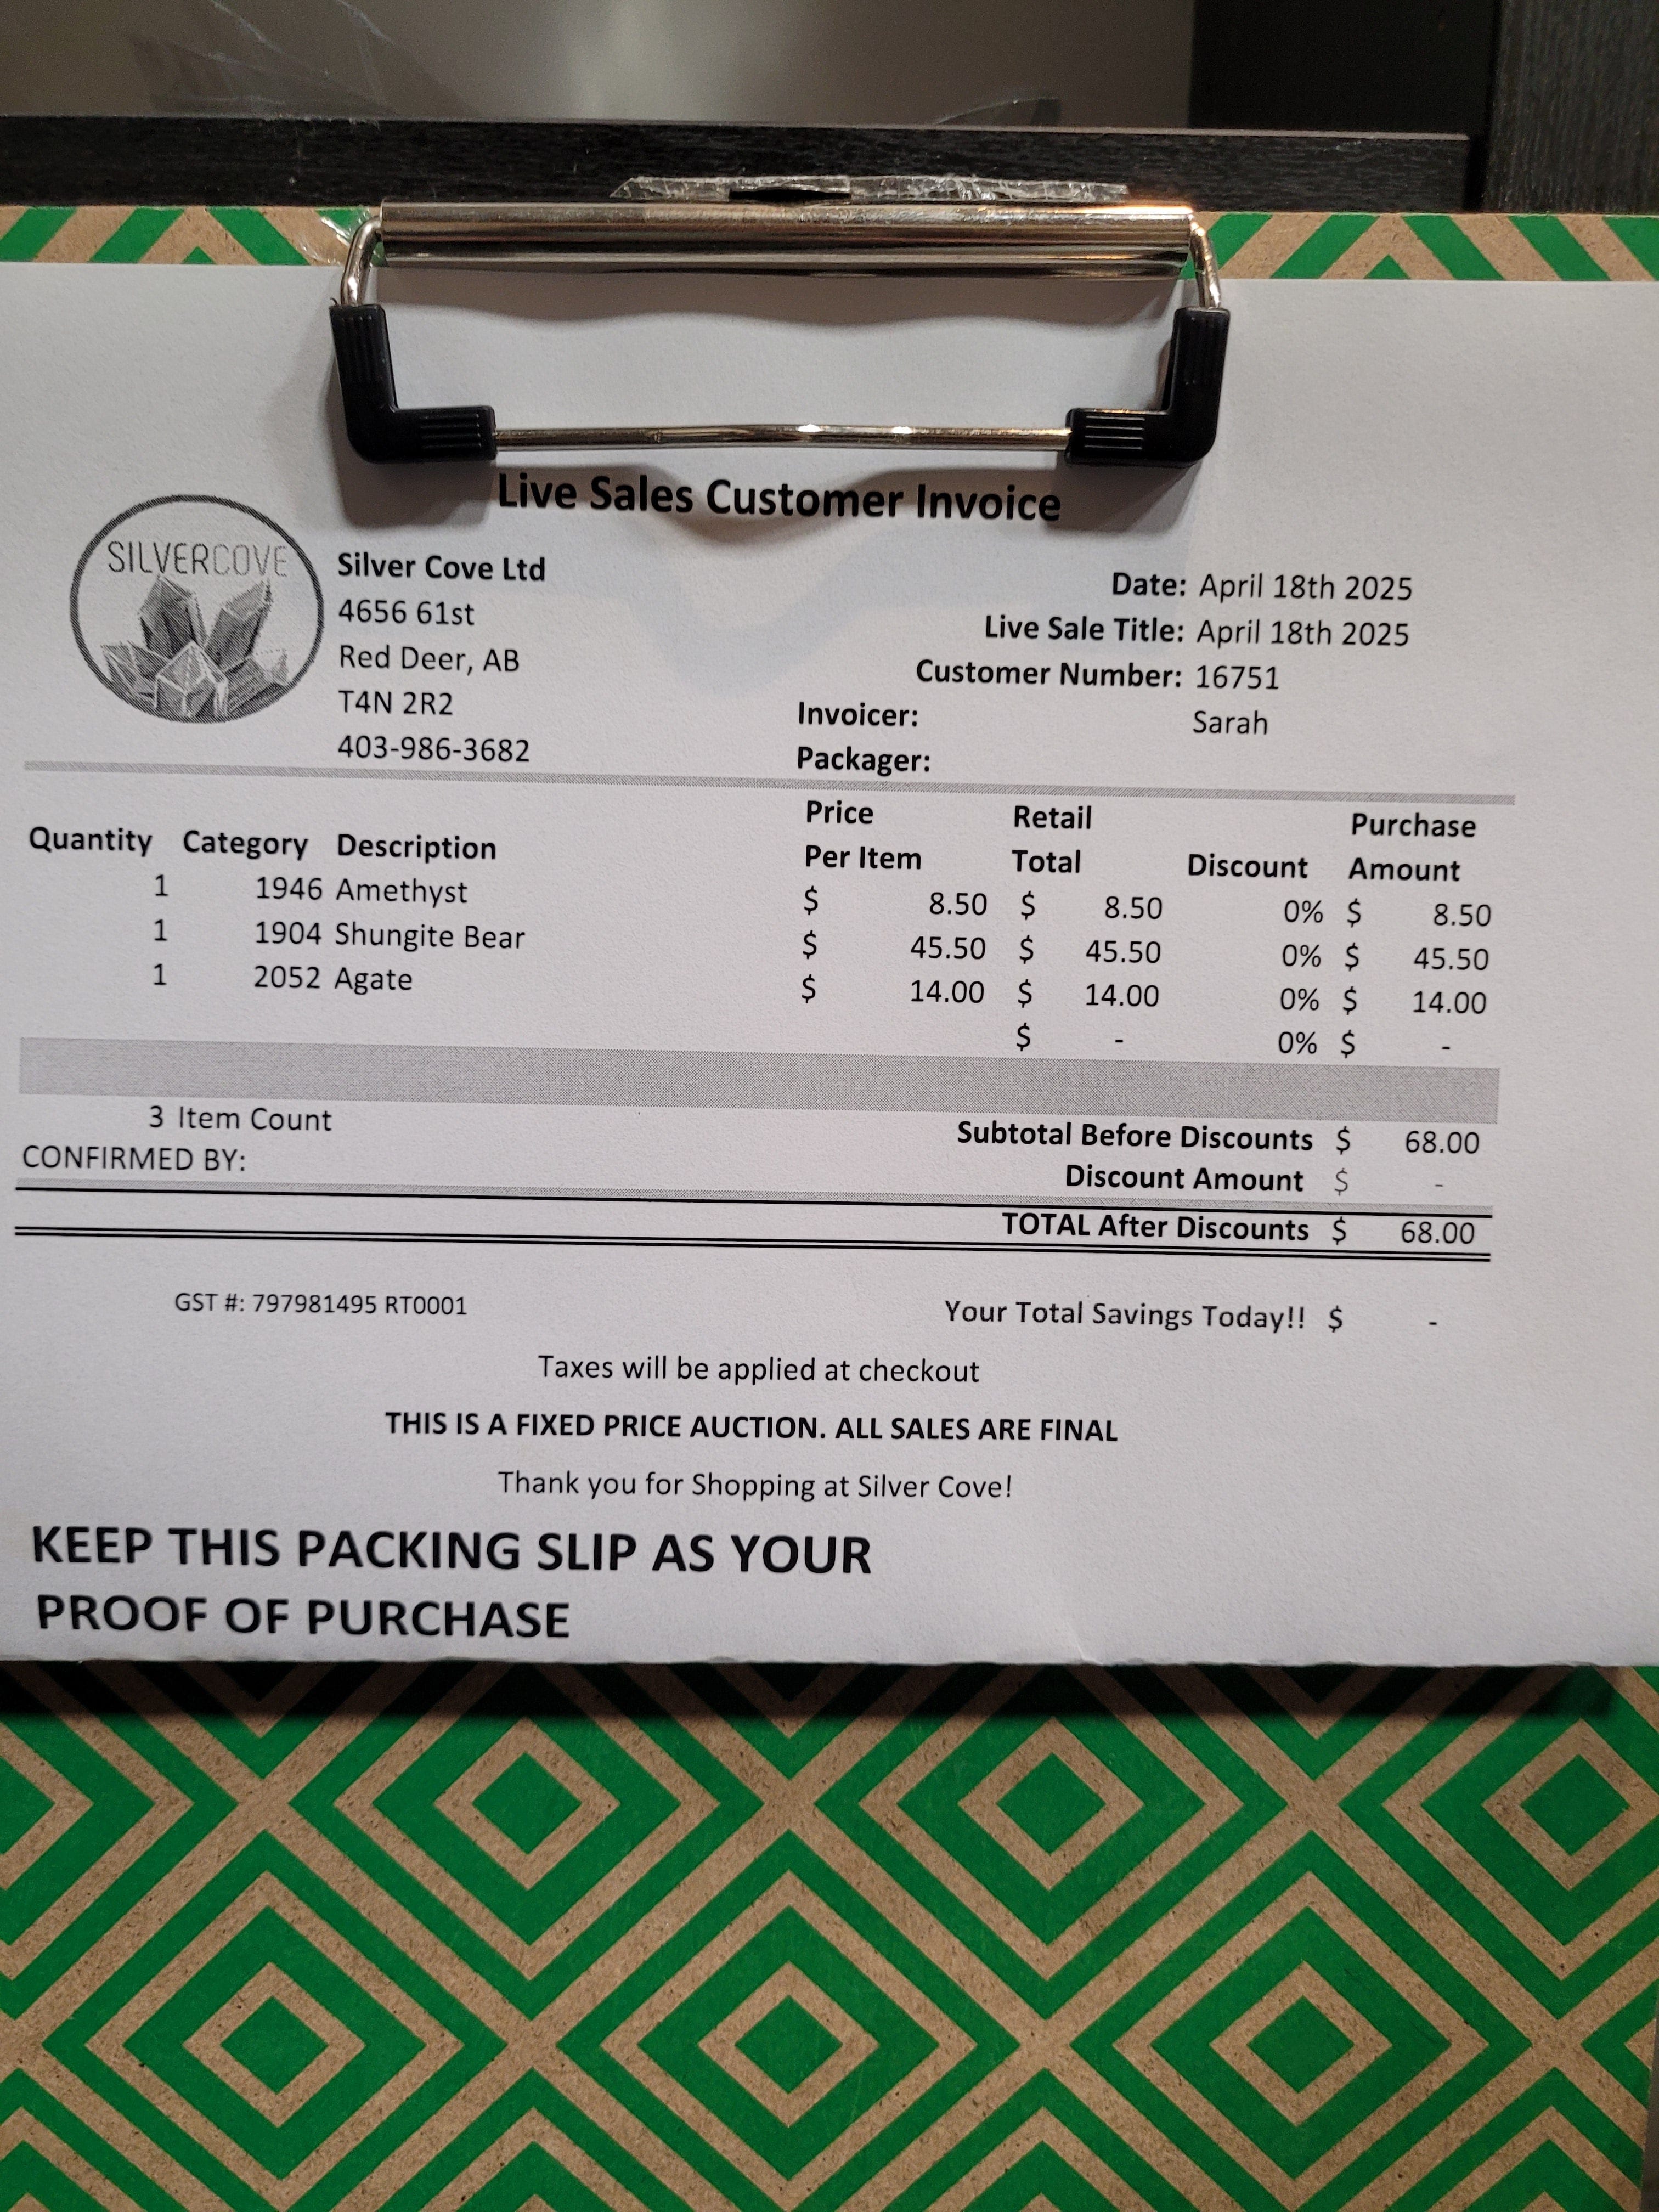 Live Sales Customer Invoice
SILVERCOVE
Silver Cove Ltd
4656 61st
Red Deer, AB
T4N 2R2
403-986-3682
Date: April 18th 2025
Live Sale Title: April 18th 2025
Customer Number: 16751
Invoicer: Sarah
Packager:
Quantity Category Description Price Per Item Retail Total Discount Purchase Amount
1 1946 Amethyst $ 8.50 $ 8.50 0% $ 8.50
1 1904 Shungite Bear $ 45.50 $ 45.50 0% $ 45.50
1 2052 Agate $ 14.00 $ 14.00 0% $ 14.00
$ - 0% $ -
3 Item Count
Subtotal Before Discounts $ 68.00
CONFIRMED BY:
Discount Amount $ -
TOTAL After Discounts $ 68.00
GST #: 797981495 RT0001
Your Total Savings Today!! $ -
Taxes will be applied at checkout
THIS IS A FIXED PRICE AUCTION. ALL SALES ARE FINAL
Thank you for Shopping at Silver Cove!
KEEP THIS PACKING SLIP AS YOUR
PROOF OF PURCHASE